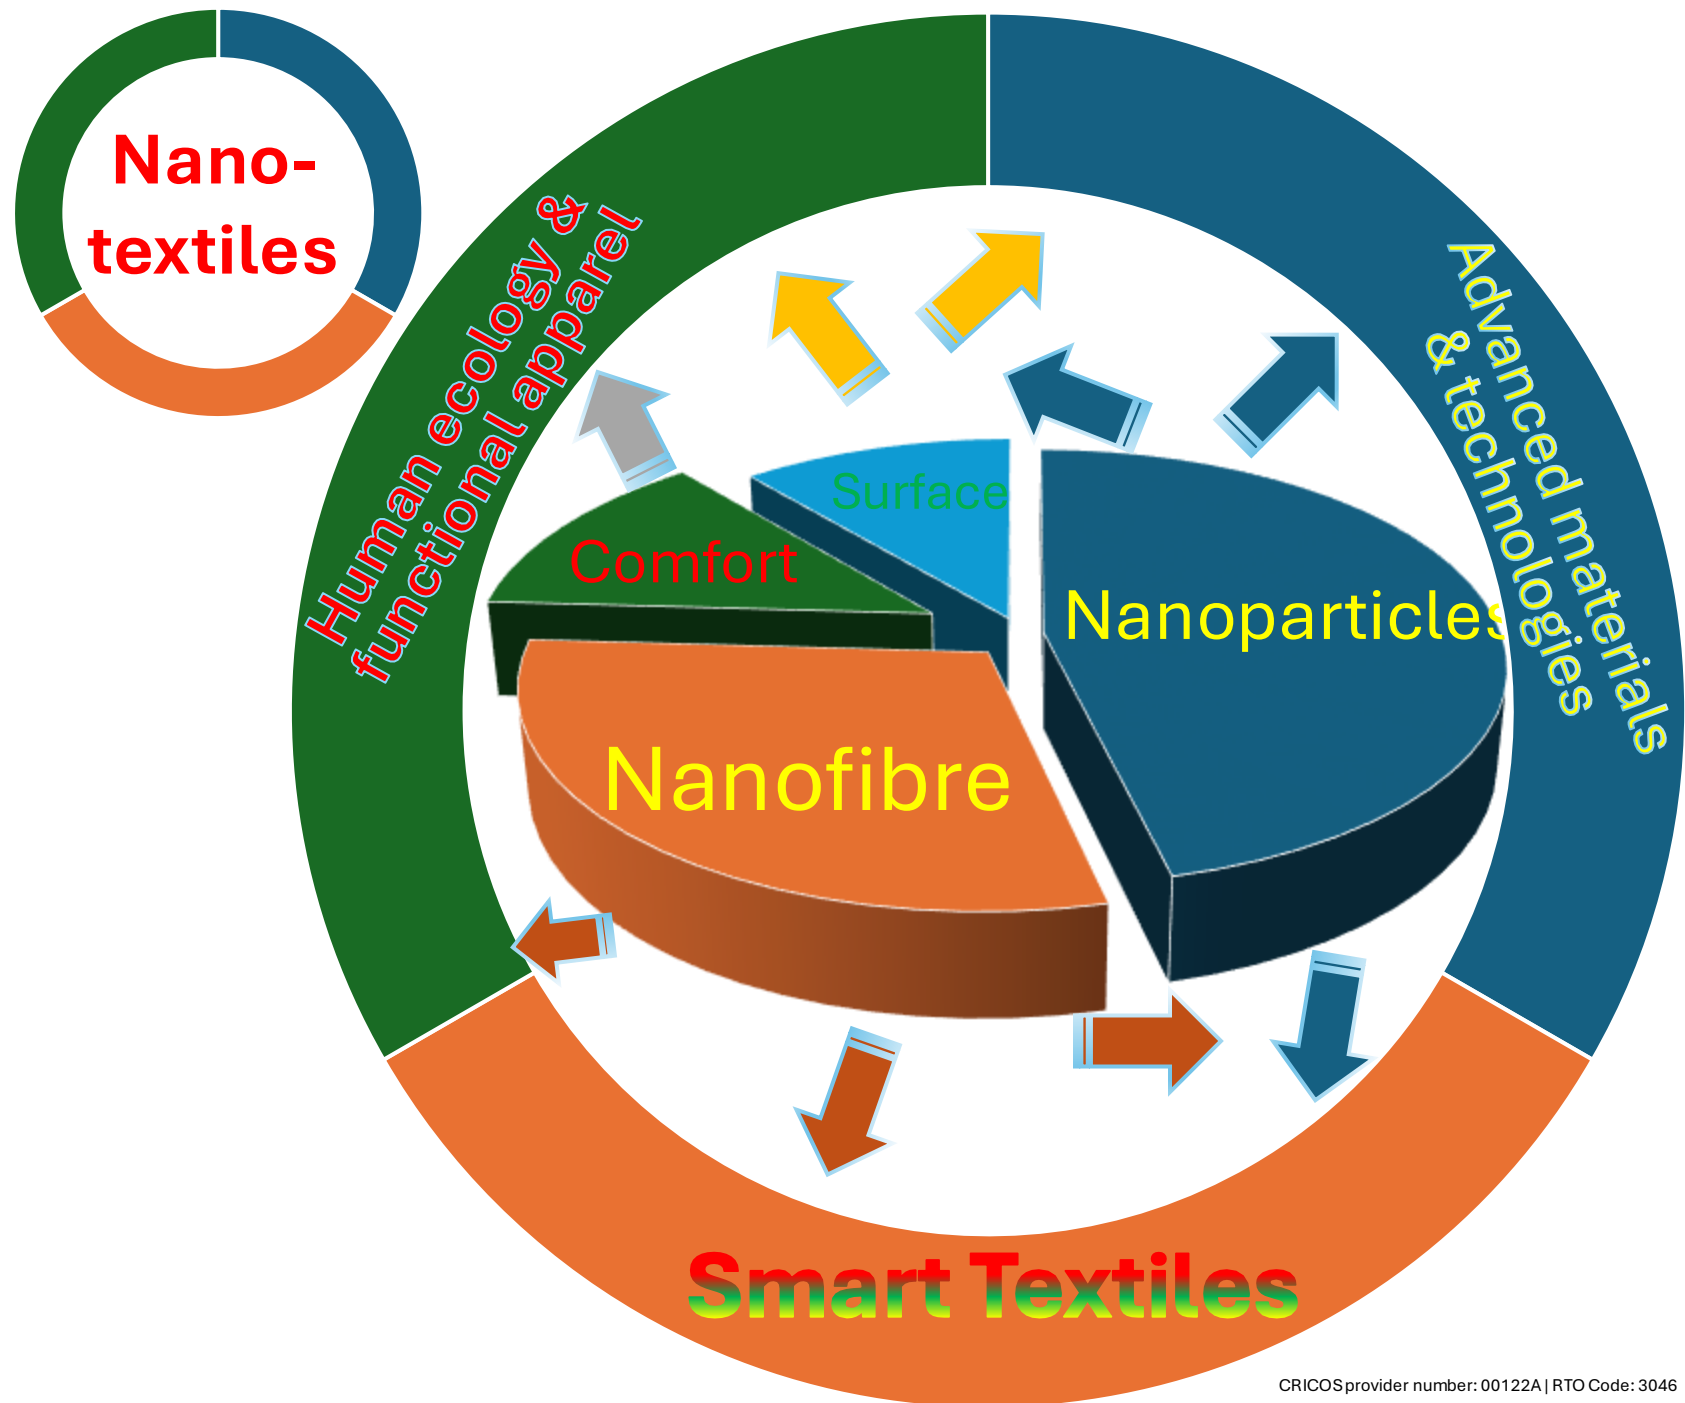 Nano-
textiles
Human ecology &
functional apparel
Advanced materials
& technologies
Surface
Comfort
Nanoparticles
Nanofibre
Smart Textiles
CRICOS provider number: 00122A | RTO Code: 3046